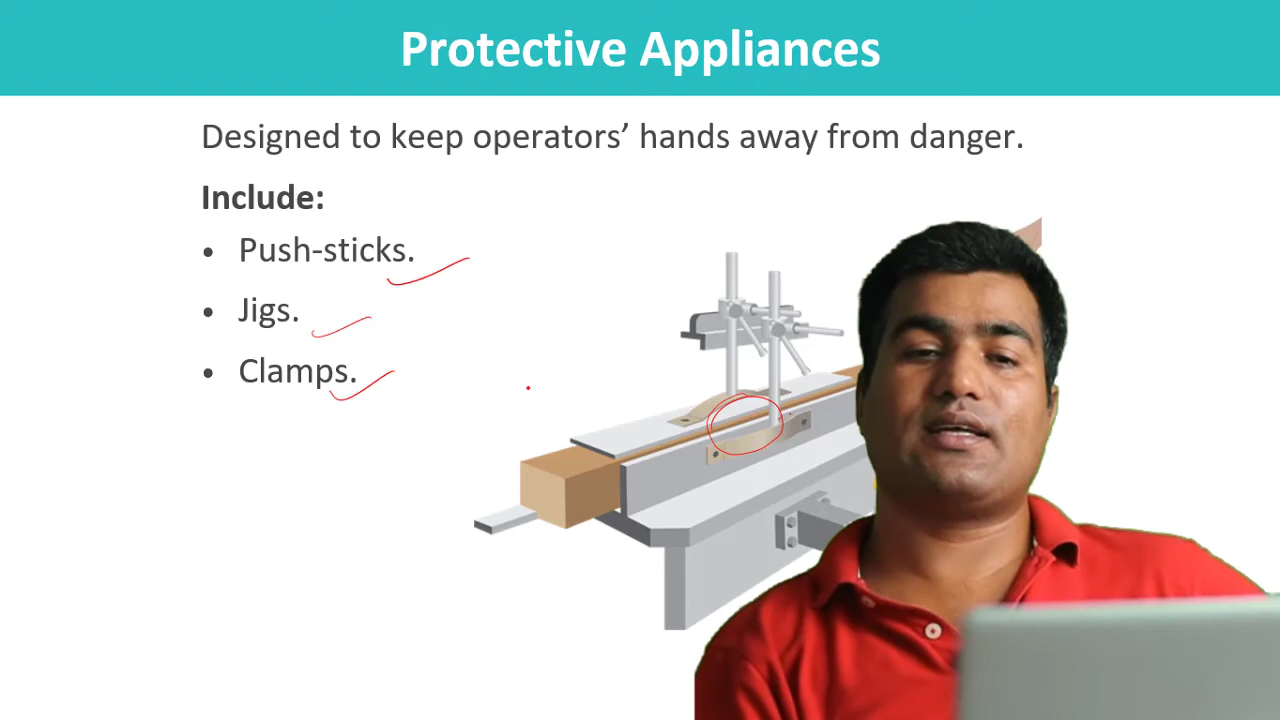 Protective Appliances
Designed to keep operators’ hands away from danger.
Include:
• Push-sticks.
• Jigs.
• Clamps.